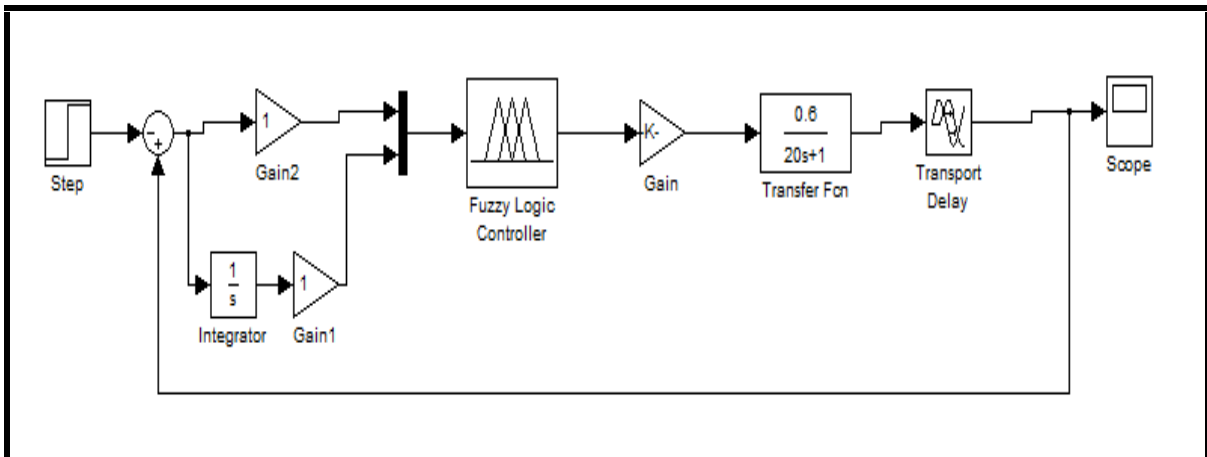 Step
-
+
1
Gain2
1
s
Integrator
1
Gain1
Fuzzy Logic
Controller
-K-
Gain
0.6
20s+1
Transfer Fcn
Transport
Delay
Scope